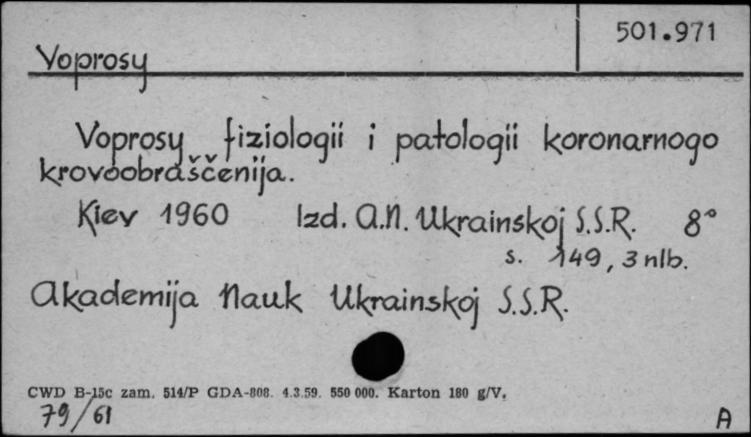 501.971
Voprosy
Voprosy fiziologii i patologii koronarnogo
krovoobraščenija.
Kiev 1960 Izd. A.N. Ukrainskoj S.S.R. 8°
s. 149, 3 nlb.
Akademija Nauk Ukrainskoj S.S.R.
CWD B-15c zam. 514/P GDA-808. 4.3.59. 550 000. Karton 180 g/V.
79/61
A